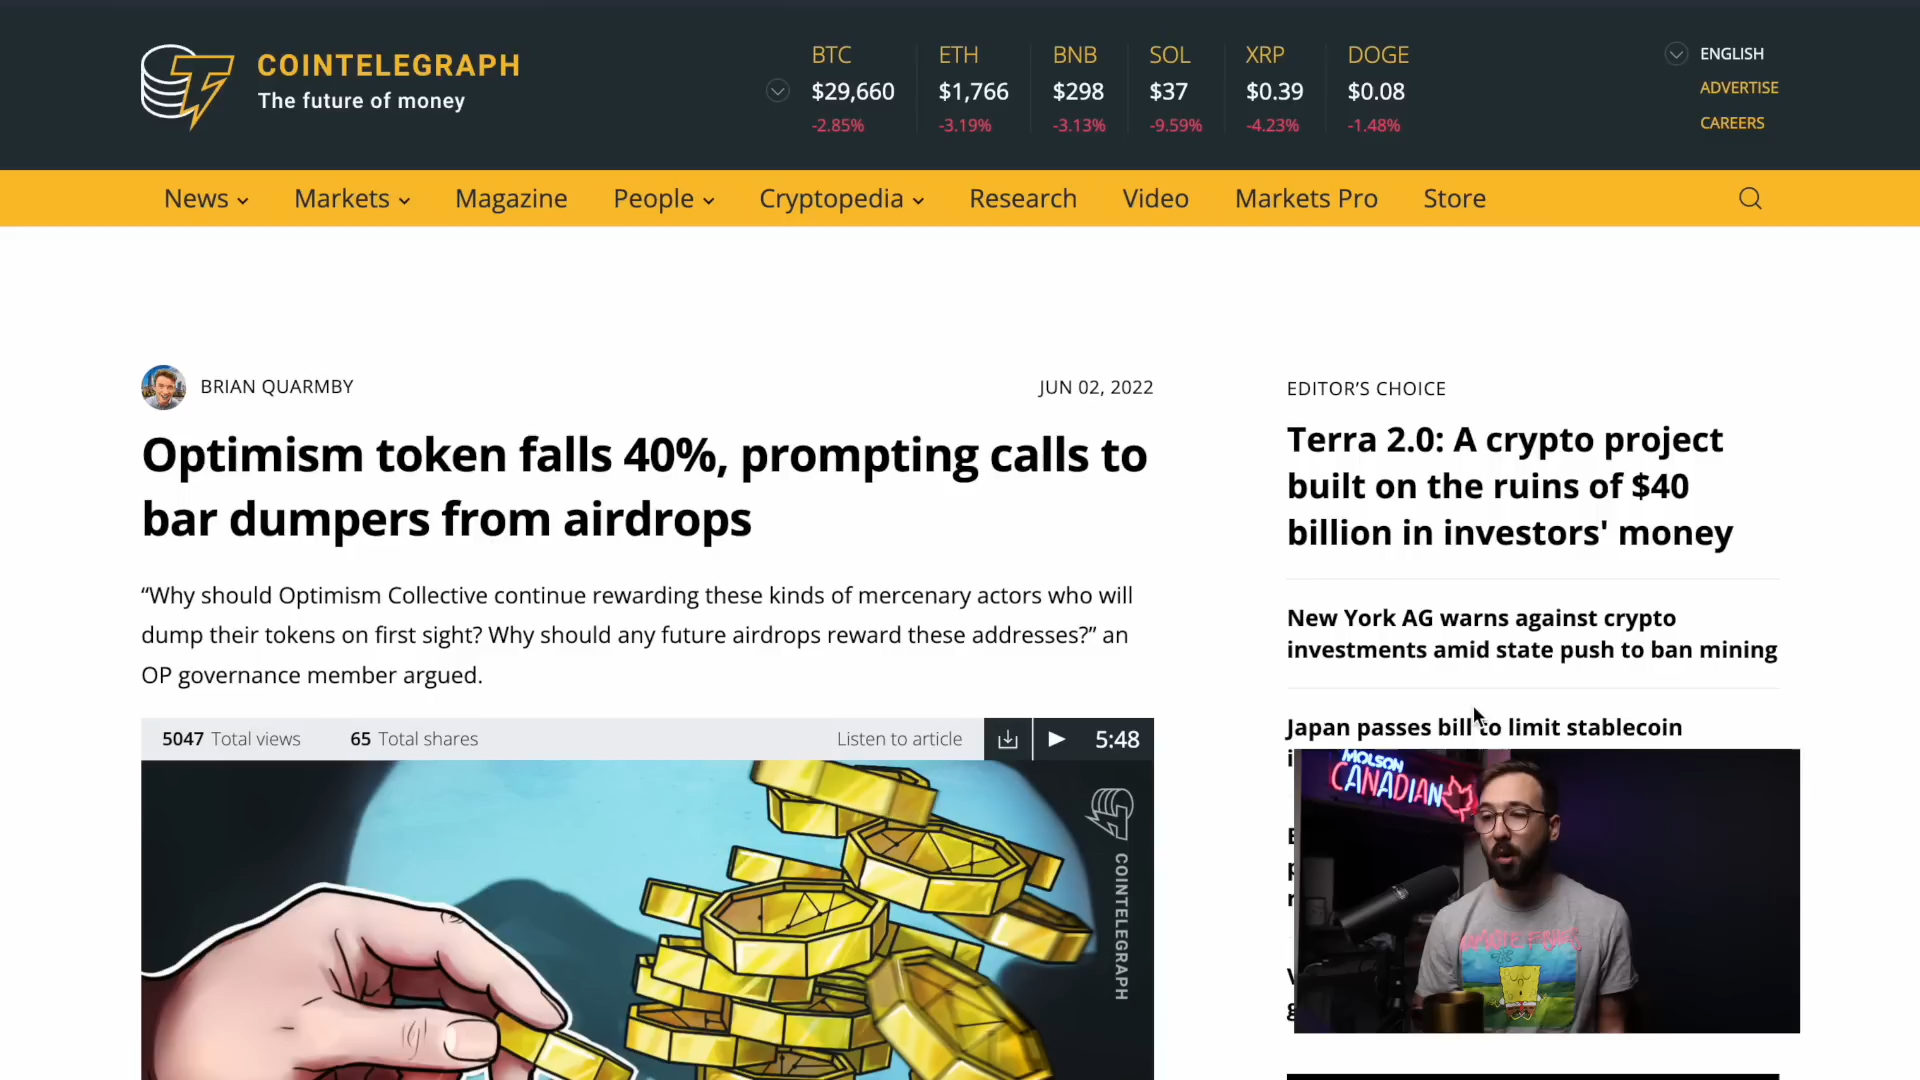 COINTELEGRAPH
The future of money
BTC
$29,660
-2.85%
ETH
$1,766
-3.19%
BNB
$298
-3.13%
SOL
$37
-9.59%
XRP
$0.39
-4.23%
DOGE
$0.08
-1.48%
ENGLISH
ADVERTISE
CAREERS
News
Markets
Magazine
People
Cryptopedia
Research
Video
Markets Pro
Store
BRIAN QUARMBY
JUN 02, 2022
Optimism token falls 40%, prompting calls to
bar dumpers from airdrops
“Why should Optimism Collective continue rewarding these kinds of mercenary actors who will
dump their tokens on first sight? Why should any future airdrops reward these addresses?” an
OP governance member argued.
5047 Total views
65 Total shares
Listen to article
5:48
COINTELEGRAPH
EDITOR’S CHOICE
Terra 2.0: A crypto project
built on the ruins of $40
billion in investors' money
New York AG warns against crypto
investments amid state push to ban mining
Japan passes bill to limit stablecoin
MOLSON
CANADIAN